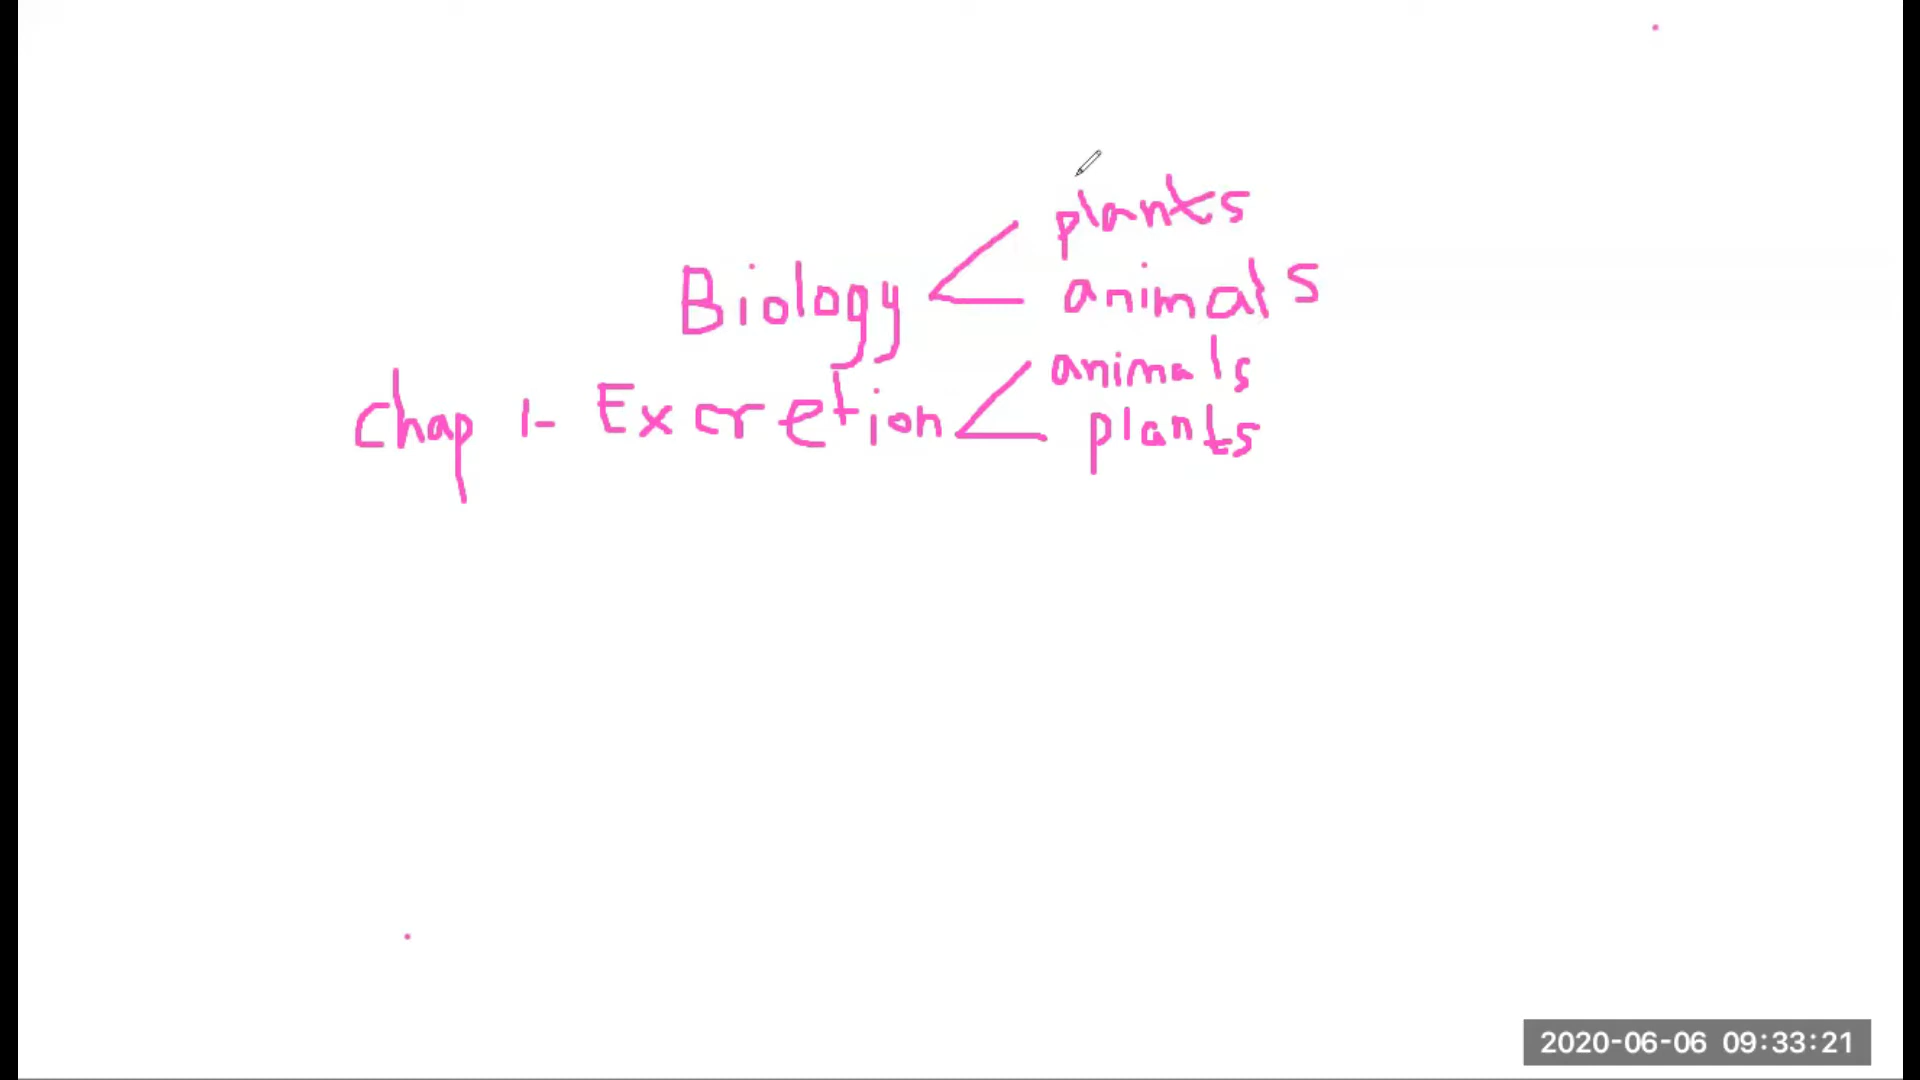 plants
Biology
animals
animals
Chap 1- Excretion
plants
2020-06-06 09:33:21